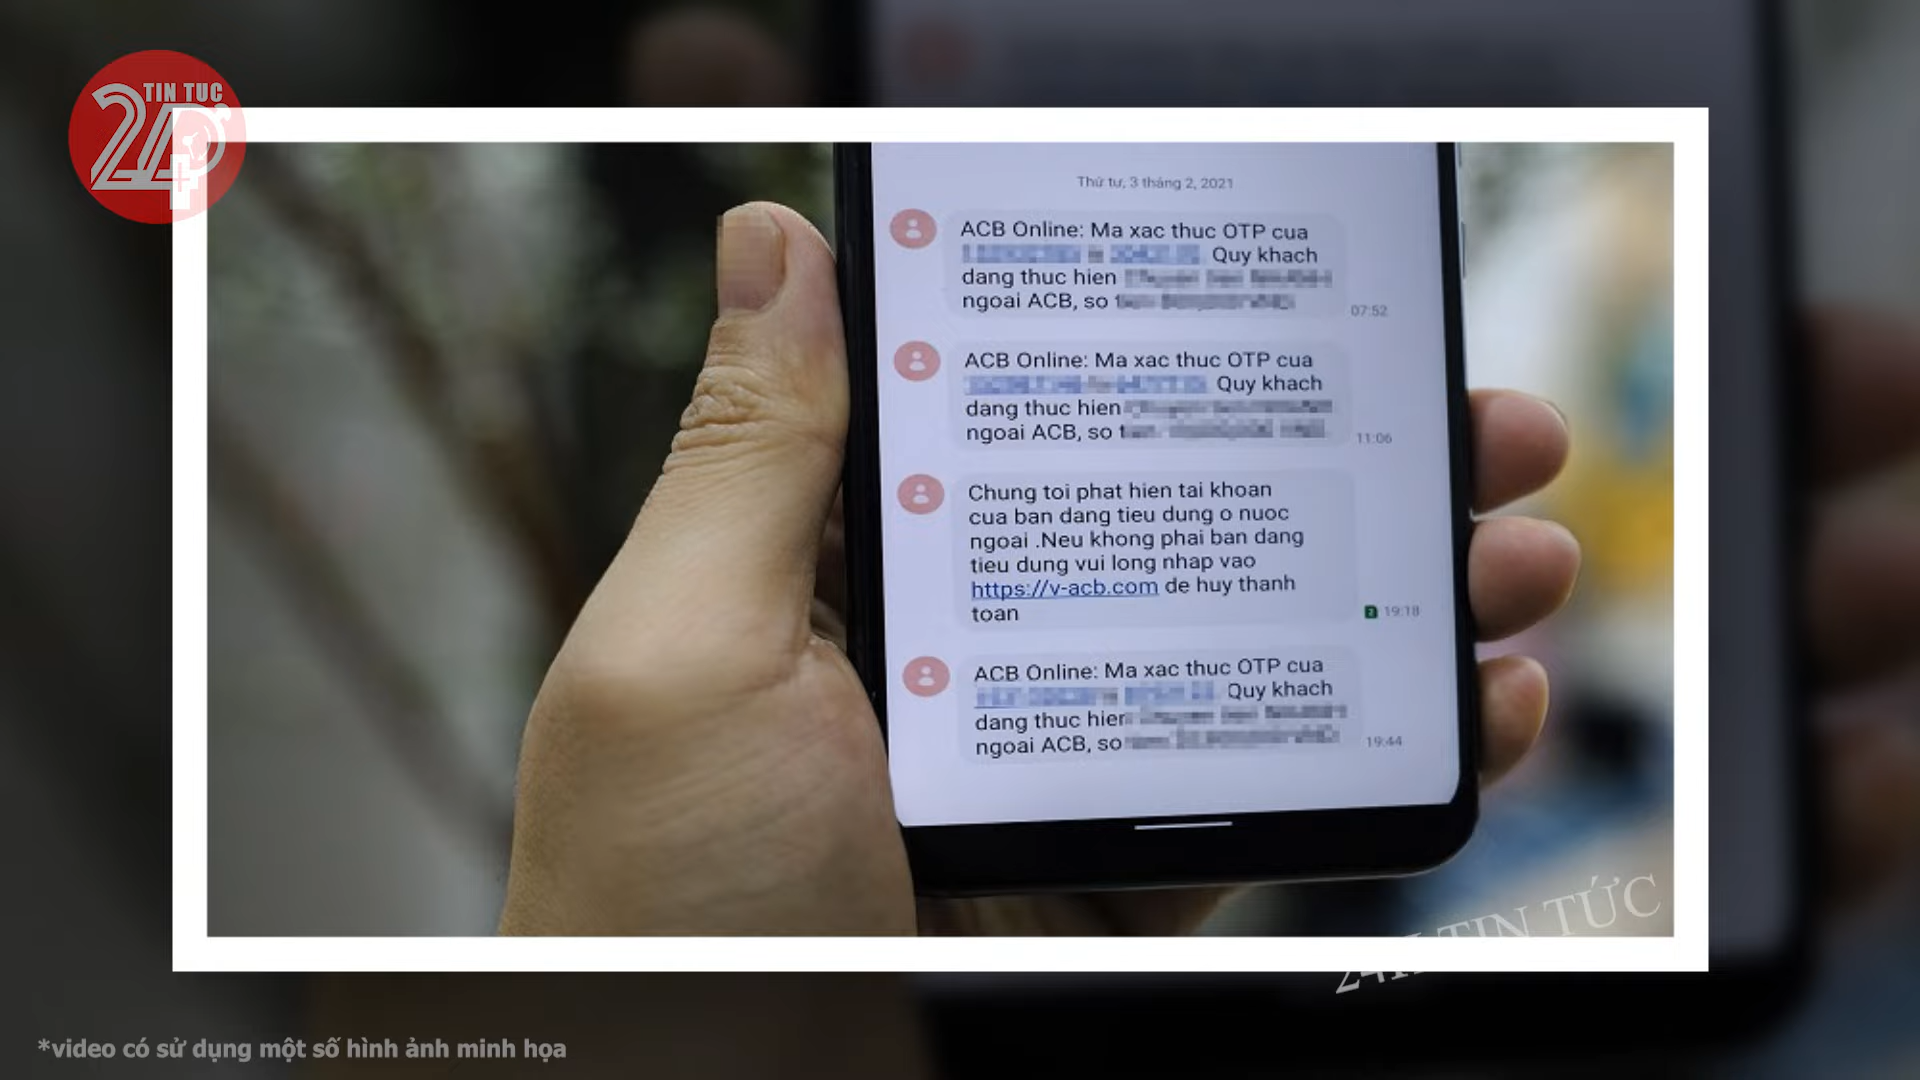 TIN TUC
24
Thứ tư, 3 tháng 2, 2021
ACB Online: Ma xac thuc OTP cua
Quy khach
dang thuc hien
ngoai ACB, so
07:52
ACB Online: Ma xac thuc OTP cua
Quy khach
dang thuc hien
ngoai ACB, so
11:06
Chung toi phat hien tai khoan
cua ban dang tieu dung o nuoc
ngoai .Neu khong phai ban dang
tieu dung vui long nhap vao
https://v-acb.com de huy thanh
toan
2 19:18
ACB Online: Ma xac thuc OTP cua
Quy khach
dang thuc hien
ngoai ACB, so
19:44
24H TIN TỨC
*video có sử dụng một số hình ảnh minh họa